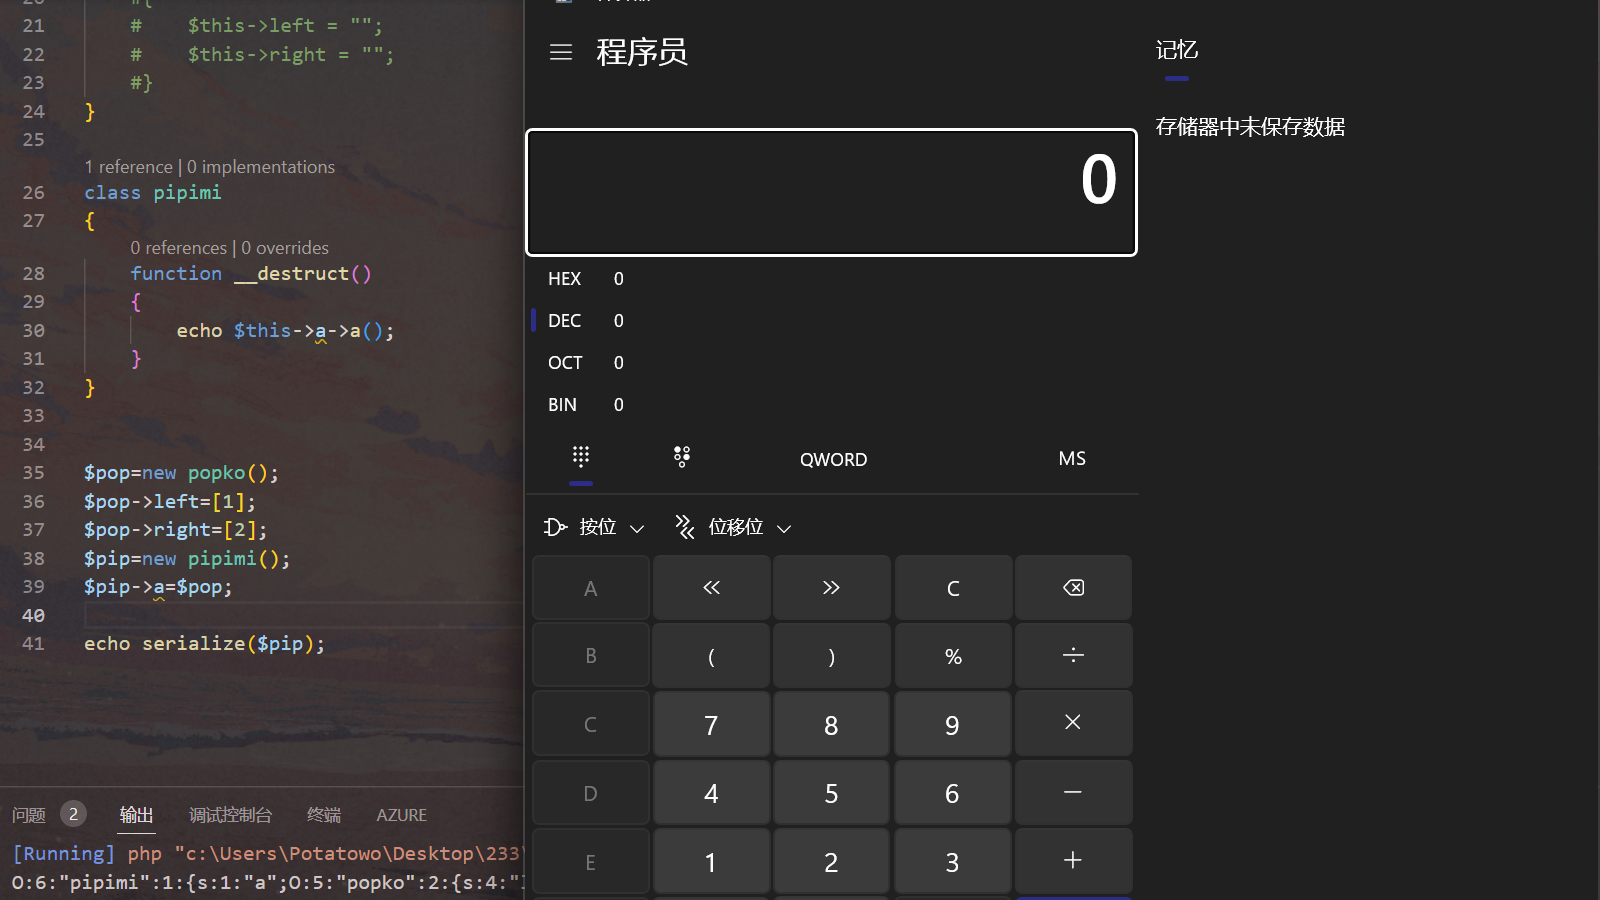 #{
21 #    $this->left = "";
22 #    $this->right = "";
23 #}
24 }
25
1 reference | 0 implementations
26 class pipimi
27 {
0 references | 0 overrides
28 function __destruct()
29 {
30 echo $this->a->a();
31 }
32 }
33
34
35 $pop=new popko();
36 $pop->left=[1];
37 $pop->right=[2];
38 $pip=new pipimi();
39 $pip->a=$pop;
40
41 echo serialize($pip);
问题 2 输出 调试控制台 终端 AZURE
[Running] php "c:\Users\Potatowo\Desktop\233\
O:6:"pipimi":1:{s:1:"a";O:5:"popko":2:{s:4:"
程序员
0
HEX 0
DEC 0
OCT 0
BIN 0
QWORD MS
按位 位移位
A « » C
B ( ) % ÷
C 7 8 9 ×
D 4 5 6 −
E 1 2 3 +
记忆
存储器中未保存数据